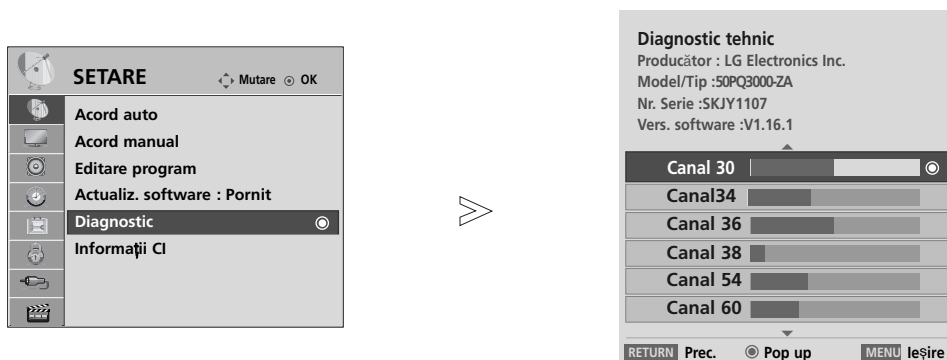 SETARE
Mutare OK
Acord auto
Acord manual
Editare program
Actualiz. software : Pornit
Diagnostic
Informaţii CI
Diagnostic tehnic
Producător : LG Electronics Inc.
Model/Tip :50PQ3000-ZA
Nr. Serie :SKJY1107
Vers. software :V1.16.1
Canal 30
Canal34
Canal 36
Canal 38
Canal 54
Canal 60
RETURN Prec. Pop up MENU Ieşire